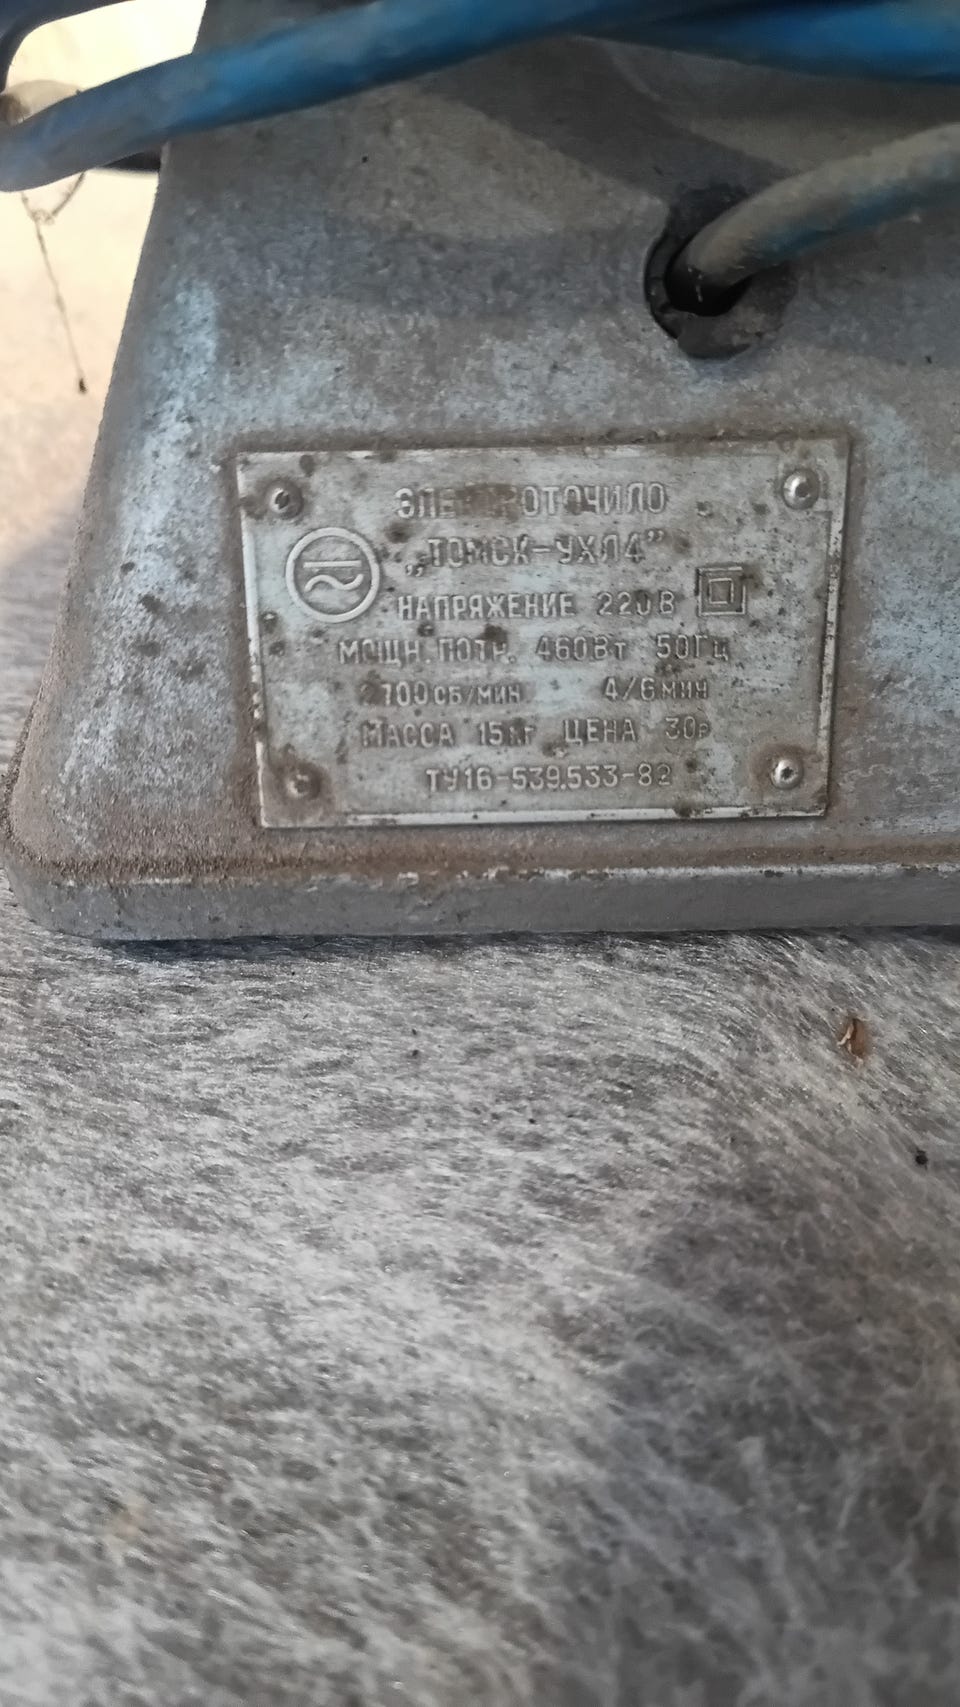 ЭЛЕКТРОТОЧИЛО
„ТОМСК-УХЛ4”
НАПРЯЖЕНИЕ 220В
МОЩН. ПОТР. 460Вт 50Гц
2700 об/мин 4/6 мин
МАССА 15кг ЦЕНА 30р
ТУ16-539.533-82